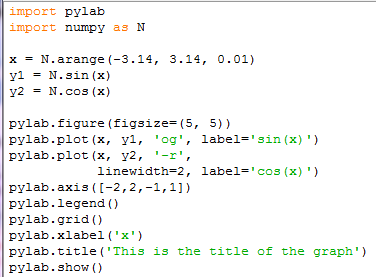 import pylab
import numpy as N
x = N.arange(-3.14, 3.14, 0.01)
y1 = N.sin(x)
y2 = N.cos(x)
pylab.figure(figsize=(5, 5))
pylab.plot(x, y1, 'og', label='sin(x)')
pylab.plot(x, y2, '-r',
linewidth=2, label='cos(x)')
pylab.axis([-2,2,-1,1])
pylab.legend()
pylab.grid()
pylab.xlabel('x')
pylab.title('This is the title of the graph')
pylab.show()